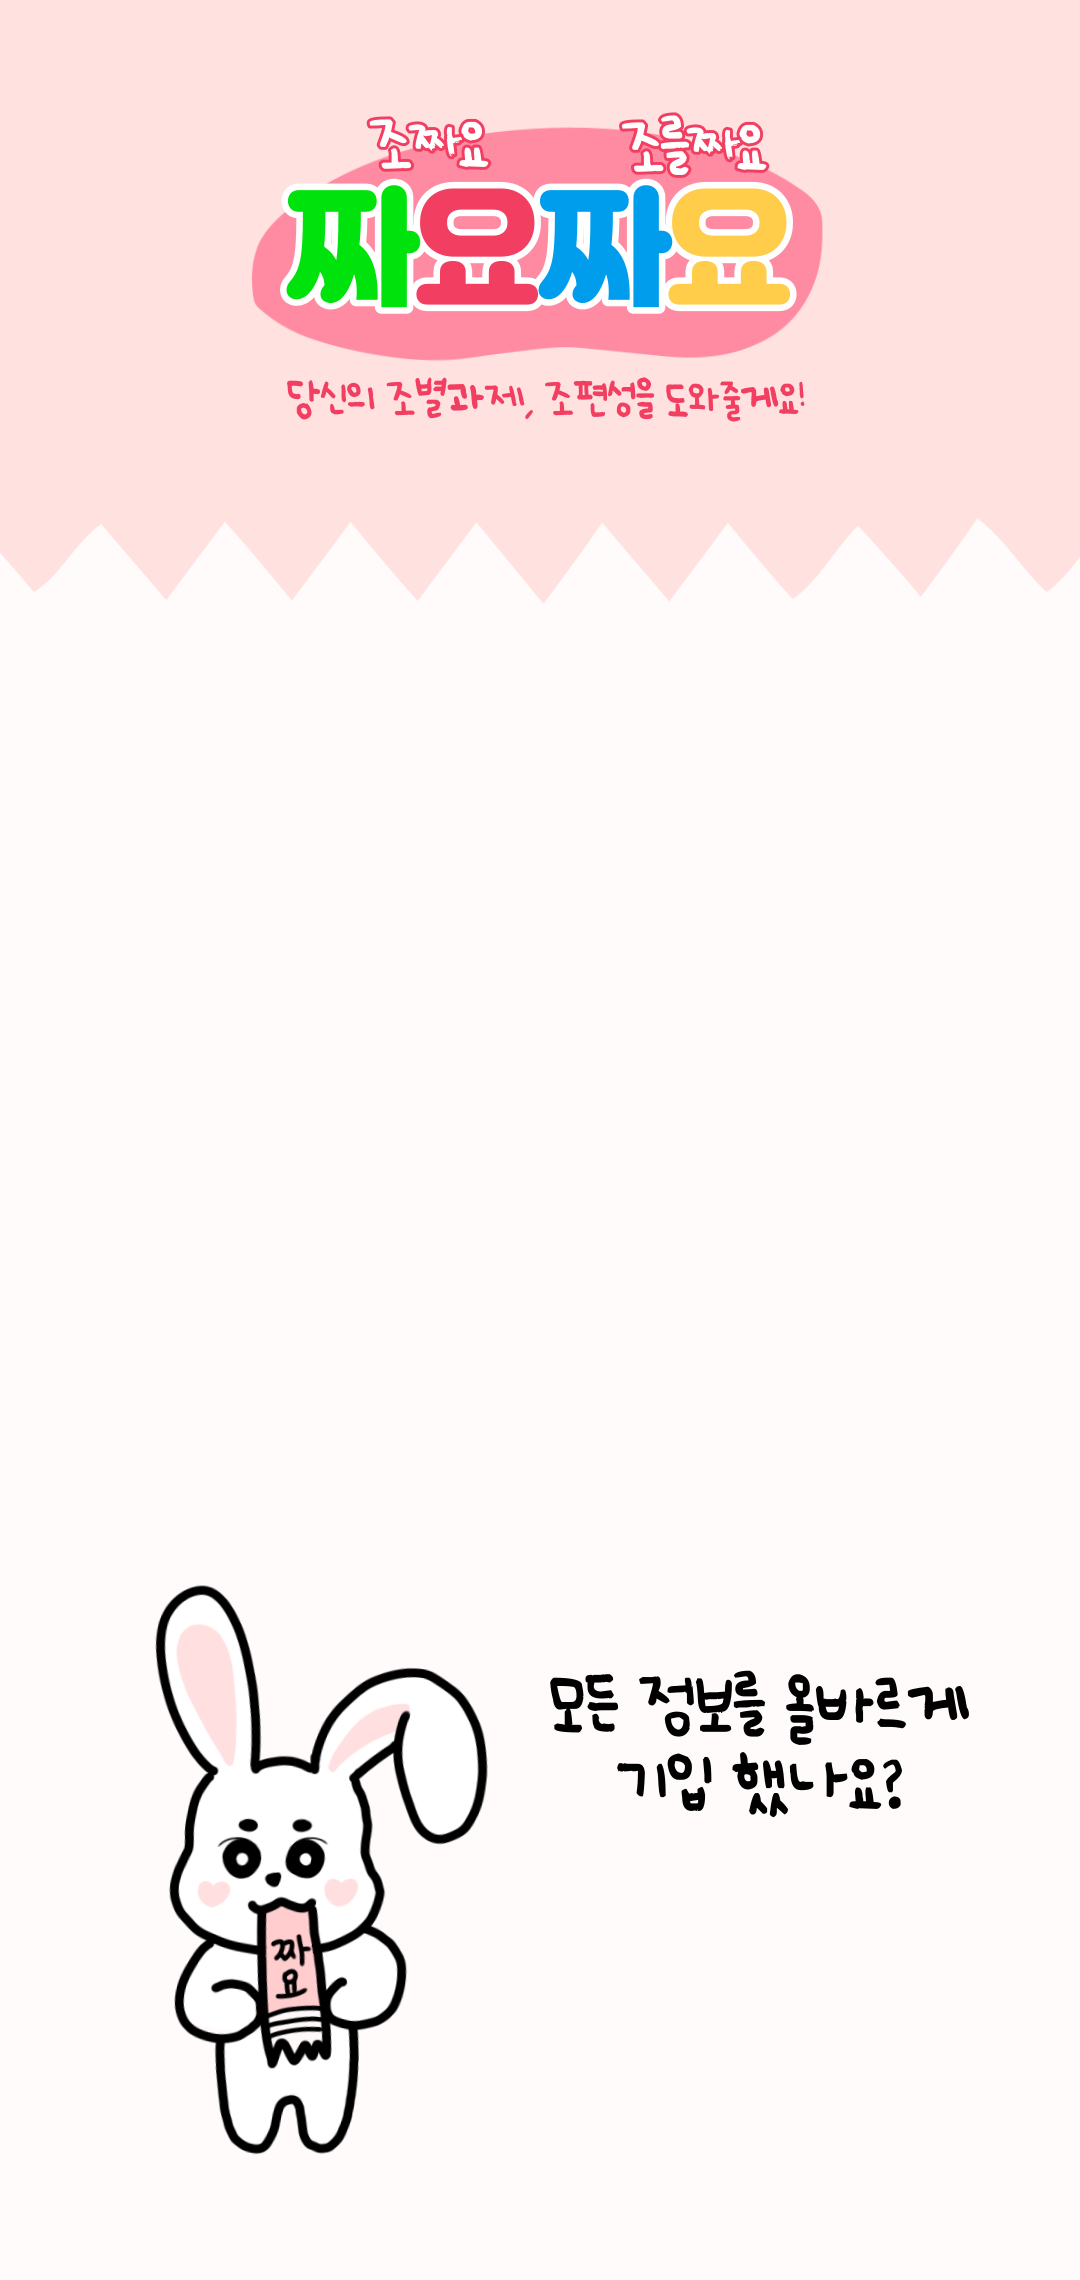 조짜요 조를짜요
짜요짜요
당신의 조별과제, 조편성을 도와줄게요!
모든 정보를 올바르게
기입 했나요?
짜
요